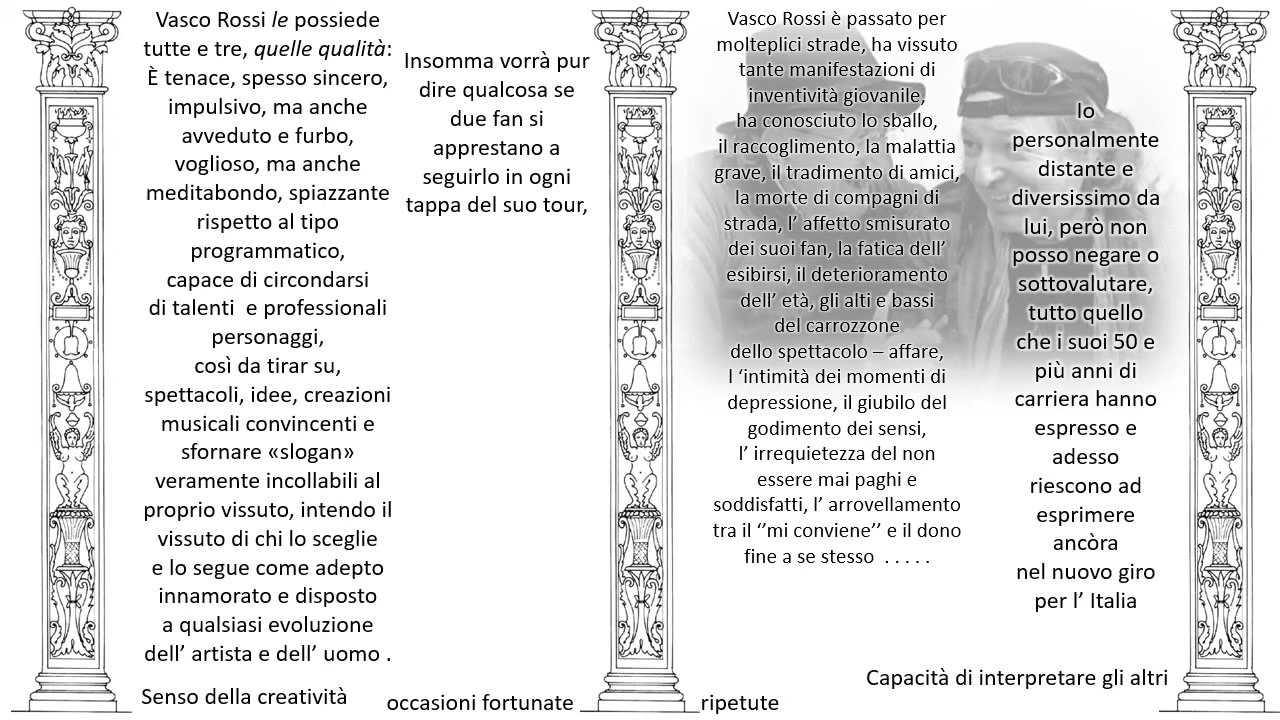 Vasco Rossi le possiede
tutte e tre, quelle qualità:
È tenace, spesso sincero,
impulsivo, ma anche
avveduto e furbo,
voglioso, ma anche
meditabondo, spiazzante
rispetto al tipo
programmatico,
capace di circondarsi
di talenti e professionali
personaggi,
così da tirar su,
spettacoli, idee, creazioni
musicali convincenti e
sfornare «slogan»
veramente incollabili al
proprio vissuto, intendo il
vissuto di chi lo sceglie
e lo segue come adepto
innamorato e disposto
a qualsiasi evoluzione
dell’ artista e dell’ uomo .
Senso della creatività
Insomma vorrà pur
dire qualcosa se
due fan si
apprestano a
seguirlo in ogni
tappa del suo tour,
occasioni fortunate
ripetute
Vasco Rossi è passato per
molteplici strade, ha vissuto
tante manifestazioni di
inventività giovanile,
ha conosciuto lo sballo,
il raccoglimento, la malattia
grave, il tradimento di amici,
la morte di compagni di
strada, l’ affetto smisurato
dei suoi fan, la fatica dell’
esibirsi, il deterioramento
dell’ età, gli alti e bassi
del carrozzone
dello spettacolo – affare,
l ‘intimità dei momenti di
depressione, il giubilo del
godimento dei sensi,
l’ irrequietezza del non
essere mai paghi e
soddisfatti, l’ arrovellamento
tra il ‘’mi conviene’’ e il dono
fine a se stesso . . . . .
Io
personalmente
distante e
diversissimo da
lui, però non
posso negare o
sottovalutare,
tutto quello
che i suoi 50 e
più anni di
carriera hanno
espresso e
adesso
riescono ad
esprimere
ancòra
nel nuovo giro
per l’ Italia
Capacità di interpretare gli altri